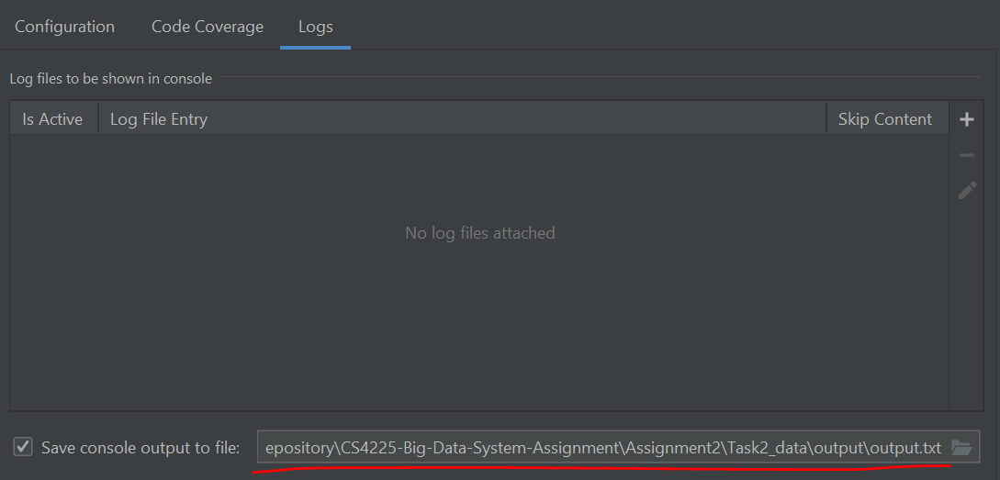 Configuration Code Coverage Logs
Log files to be shown in console
Is Active Log File Entry Skip Content
No log files attached
Save console output to file: epository\CS4225-Big-Data-System-Assignment\Assignment2\Task2_data\output\output.txt